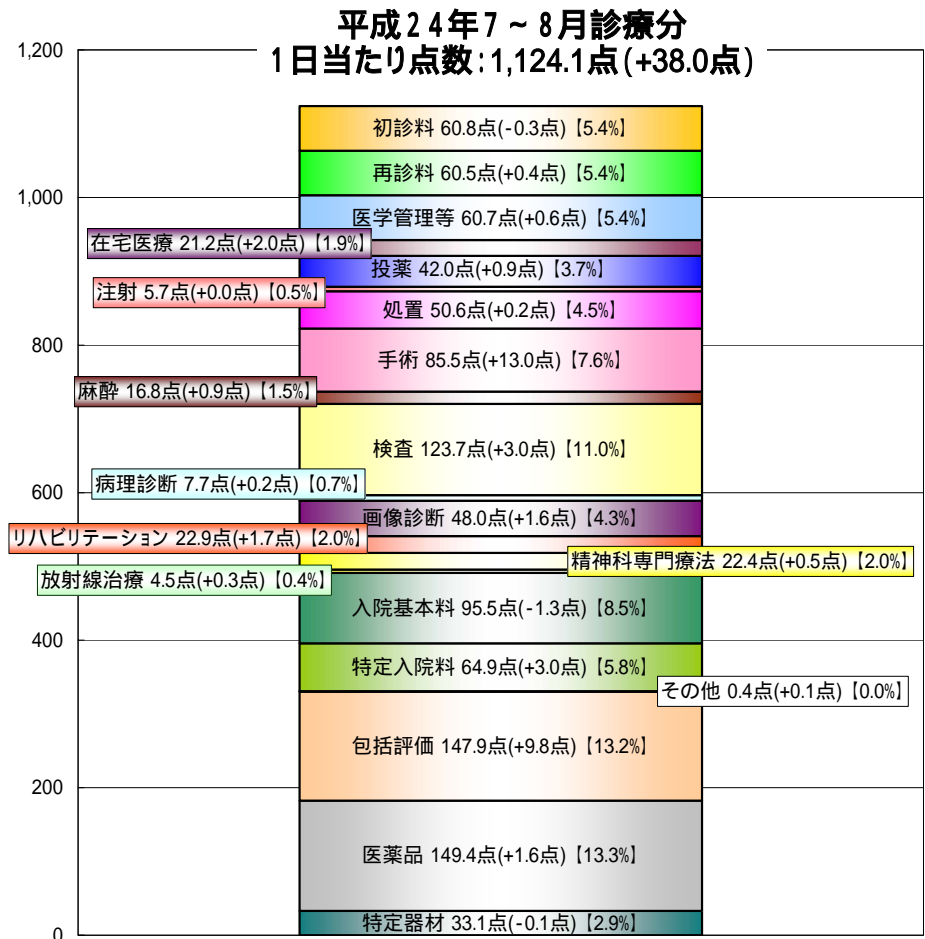 平成24年7～8月診療分
1日当たり点数:1,124.1点(+38.0点)
1,200
初診料 60.8点(-0.3点)【5.4%】
再診料 60.5点(+0.4点)【5.4%】
1,000
医学管理等 60.7点(+0.6点)【5.4%】
在宅医療 21.2点(+2.0点)【1.9%】
投薬 42.0点(+0.9点)【3.7%】
注射 5.7点(+0.0点)【0.5%】
処置 50.6点(+0.2点)【4.5%】
800
手術 85.5点(+13.0点)【7.6%】
麻酔 16.8点(+0.9点)【1.5%】
検査 123.7点(+3.0点)【11.0%】
病理診断 7.7点(+0.2点)【0.7%】
600
画像診断 48.0点(+1.6点)【4.3%】
リハビリテーション 22.9点(+1.7点)【2.0%】
精神科専門療法 22.4点(+0.5点)【2.0%】
放射線治療 4.5点(+0.3点)【0.4%】
入院基本料 95.5点(-1.3点)【8.5%】
400
特定入院料 64.9点(+3.0点)【5.8%】
その他 0.4点(+0.1点)【0.0%】
包括評価 147.9点(+9.8点)【13.2%】
200
医薬品 149.4点(+1.6点)【13.3%】
特定器材 33.1点(-0.1点)【2.9%】
0